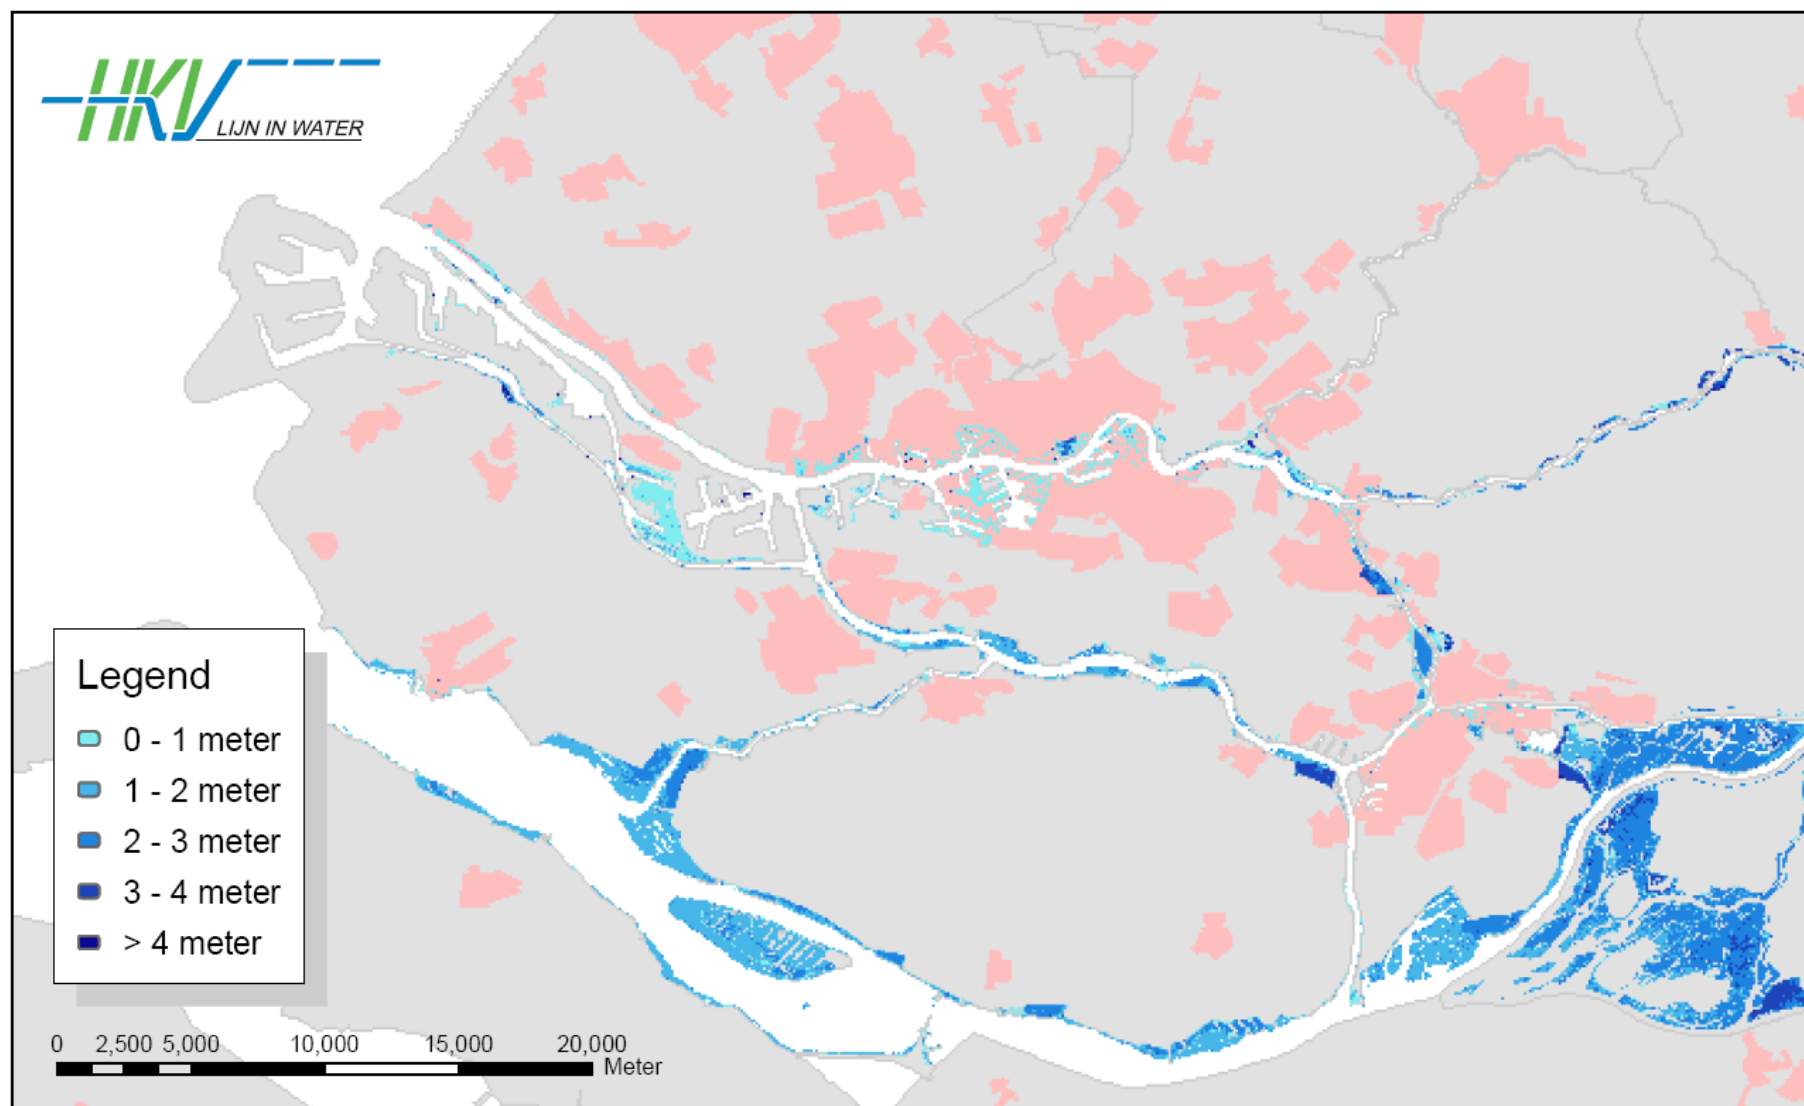 HKV
LIJN IN WATER
Legend
0 - 1 meter
1 - 2 meter
2 - 3 meter
3 - 4 meter
> 4 meter
0 2,500 5,000 10,000 15,000 20,000
Meter